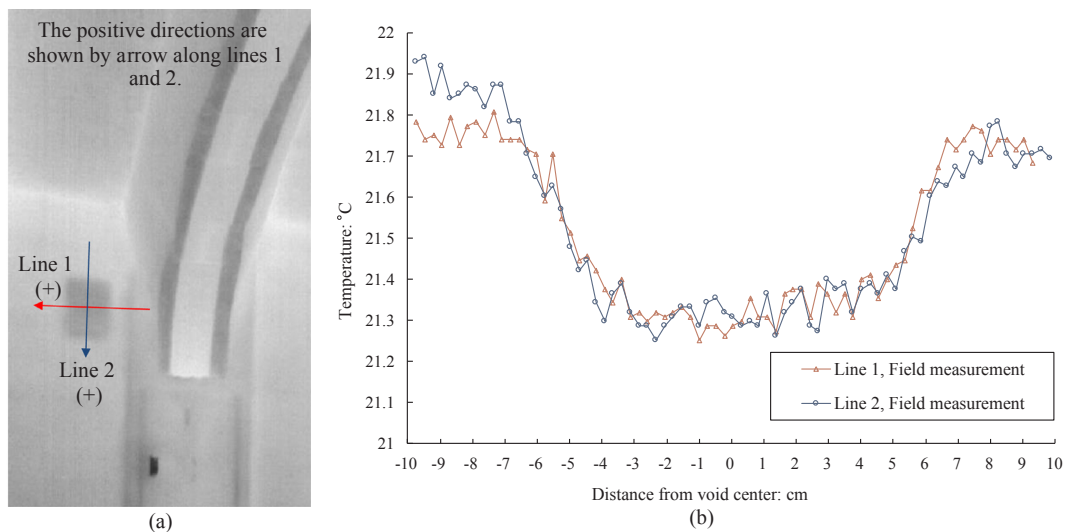 The positive directions are
shown by arrow along lines 1
and 2.
Line 1
(+)
Line 2
(+)
(a)
(b)
22
21.9
21.8
21.7
21.6
21.5
21.4
21.3
21.2
21.1
21
Temperature: °C
-10 -9 -8 -7 -6 -5 -4 -3 -2 -1 0 1 2 3 4 5 6 7 8 9 10
Distance from void center: cm
Line 1, Field measurement
Line 2, Field measurement
(b)